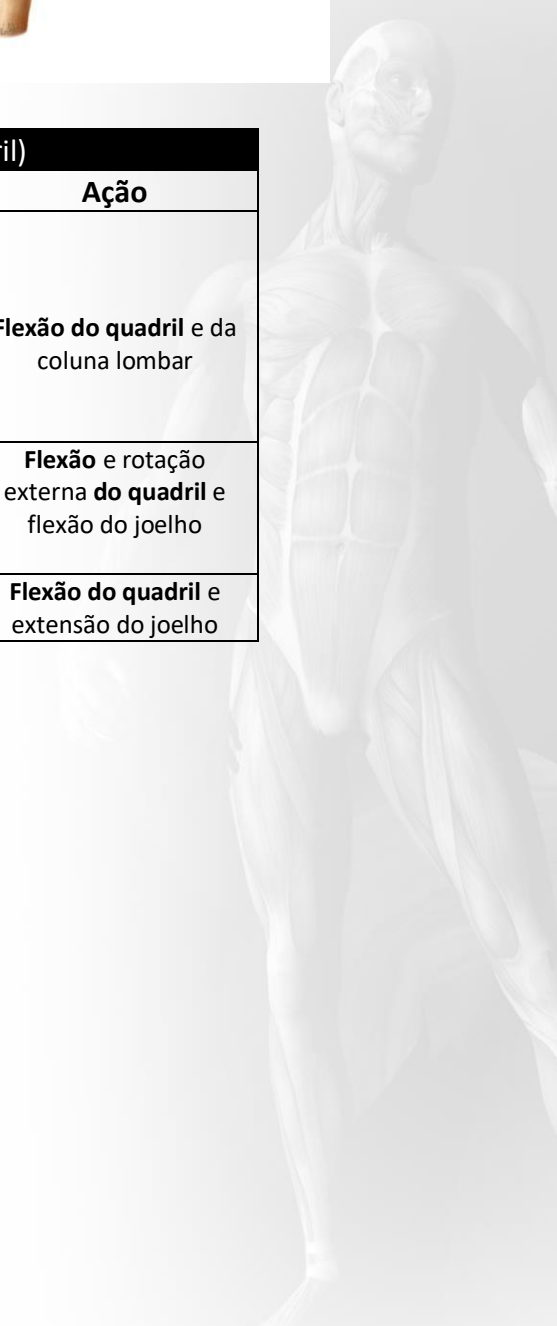 ril)
Ação
Flexão do quadril e da
coluna lombar
Flexão e rotação
externa do quadril e
flexão do joelho
Flexão do quadril e
extensão do joelho